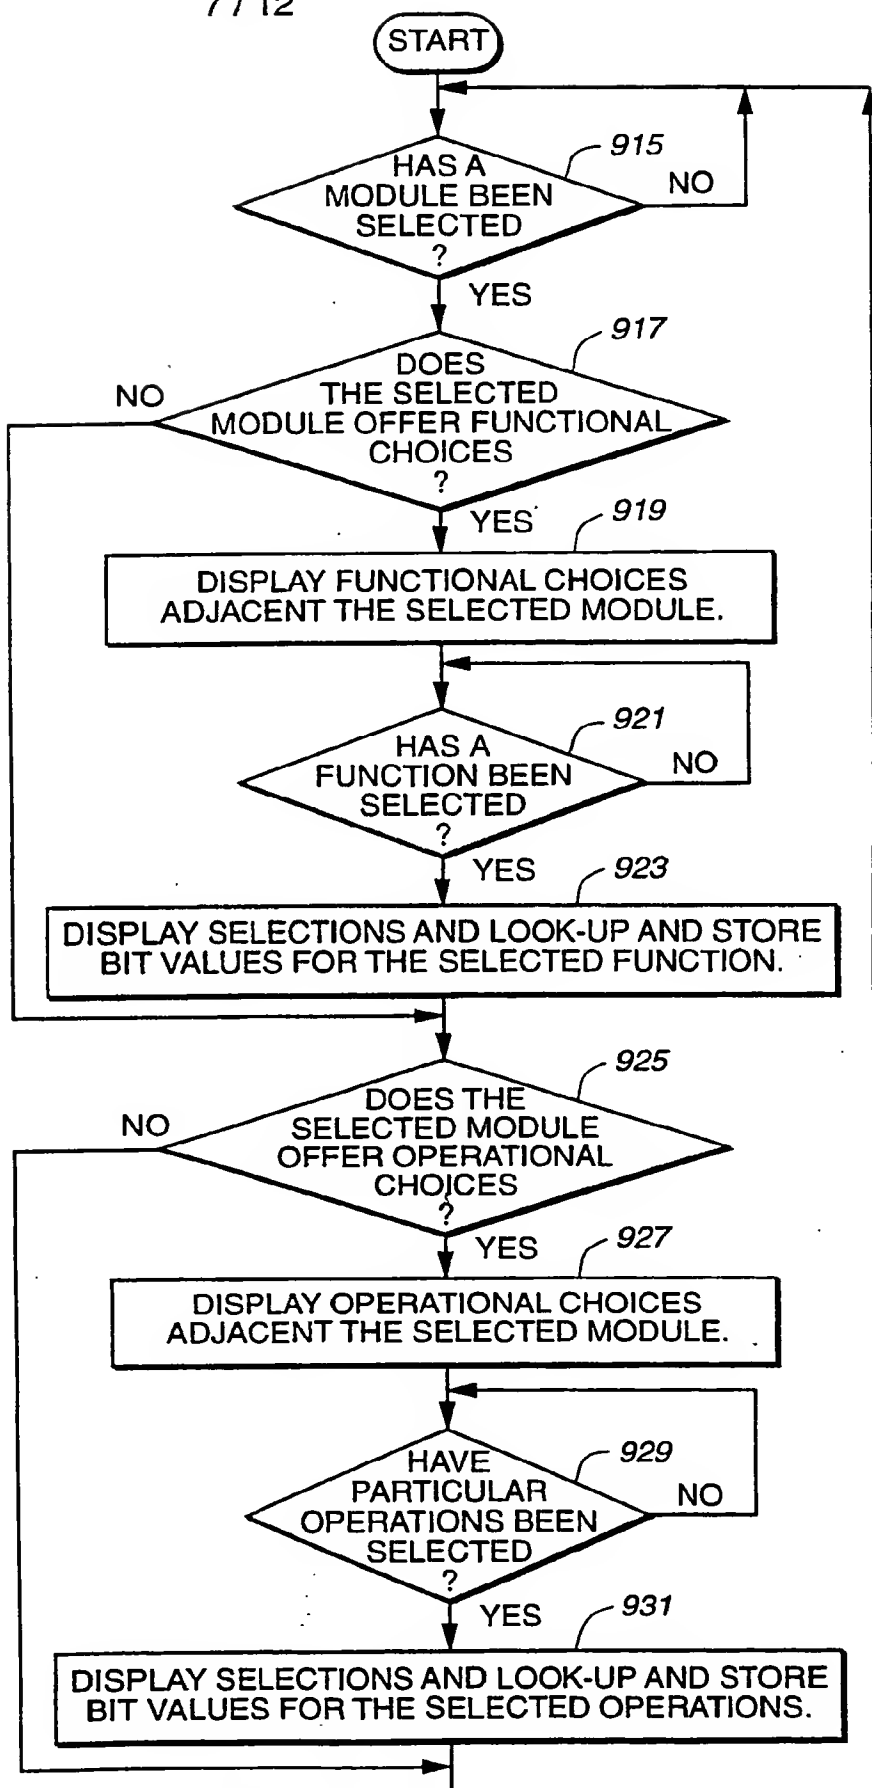 7 / 12
START
915
HAS A
MODULE BEEN
SELECTED
?
NO
YES
917
DOES
THE SELECTED
MODULE OFFER FUNCTIONAL
CHOICES
?
NO
YES
919
DISPLAY FUNCTIONAL CHOICES
ADJACENT THE SELECTED MODULE.
921
HAS A
FUNCTION BEEN
SELECTED
?
NO
YES
923
DISPLAY SELECTIONS AND LOOK-UP AND STORE
BIT VALUES FOR THE SELECTED FUNCTION.
925
DOES THE
SELECTED MODULE
OFFER OPERATIONAL
CHOICES
?
NO
YES
927
DISPLAY OPERATIONAL CHOICES
ADJACENT THE SELECTED MODULE.
929
HAVE
PARTICULAR
OPERATIONS BEEN
SELECTED
?
NO
YES
931
DISPLAY SELECTIONS AND LOOK-UP AND STORE
BIT VALUES FOR THE SELECTED OPERATIONS.